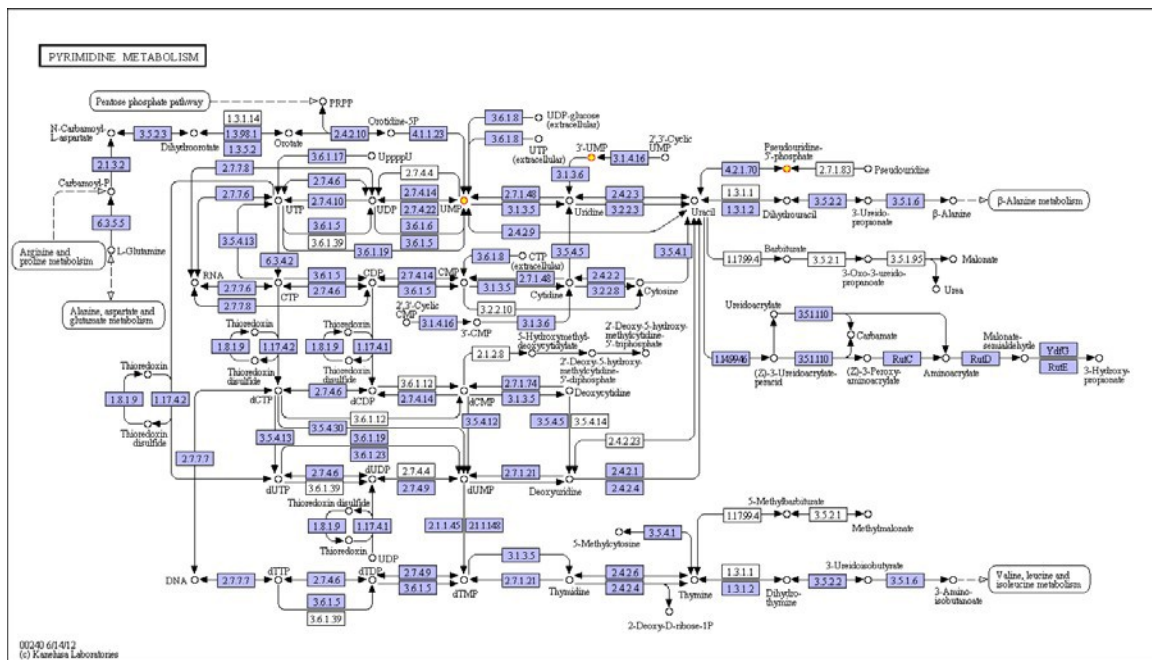 PYRIMIDINE METABOLISM
Pentose phosphate pathway
PRPP
N-Carbamoyl-
L-aspartate
3.5.2.3
Dihydroorotate
1.3.1.14
1.3.98.1
1.3.5.2
Orotate
2.4.2.10
Orotidine-5P
4.1.1.23
3.6.1.8
UDP-glucose
(extracellular)
3.6.1.8
UTP
(extracellular)
3'-UMP
2',3'-Cyclic
UMP
3.1.4.16
3.1.3.6
Pseudouridine-
5'-phosphate
4.2.1.70
2.7.1.83
Pseudouridine
2.1.3.2
Carbamoyl-P
6.3.5.5
L-Glutamine
Arginine and
proline metabolism
Alanine, aspartate and
glutamate metabolism
2.7.7.8
2.7.7.6
3.6.1.17
UppppU
2.7.4.6
2.7.4.10
UTP
UDP
3.6.1.5
3.6.1.39
2.7.4.4
2.7.4.14
2.7.4.22
UMP
3.6.1.6
3.6.1.5
3.6.1.19
2.7.1.48
3.1.3.5
Uridine
2.4.2.3
3.2.2.3
2.4.2.9
Uracil
1.3.1.1
1.3.1.2
Dihydrouracil
3.5.2.2
3-Ureido-
propionate
3.5.1.6
β-Alanine
β-Alanine metabolism
3.5.4.13
6.3.4.2
RNA
2.7.7.6
2.7.7.8
CTP
3.6.1.5
2.7.4.6
CDP
2.7.4.14
3.6.1.5
CMP
3.6.1.8
CTP
(extracellular)
2.7.1.48
3.1.3.5
3.2.2.10
Cytidine
3.5.4.5
2.4.2.2
3.2.2.8
Cytosine
3.5.4.1
2',3'-Cyclic
CMP
3.1.4.16
3'-CMP
3.1.3.6
1.17.99.4
Barbiturate
3.5.2.1
3-Oxo-3-ureido-
propanoate
3.5.1.95
Malonate
Urea
Ureidoacrylate
3.5.1.110
Carbamate
1.14.99.46
(Z)-3-Ureidoacrylate-
peracid
3.5.1.110
(Z)-3-Peroxy-
aminoacrylate
RutC
Aminoacrylate
RutD
Malonate-
semialdehyde
YdfG
RutE
3-Hydroxy-
propionate
Thioredoxin
1.8.1.9
1.17.4.2
Thioredoxin
disulfide
Thioredoxin
1.8.1.9
1.17.4.2
Thioredoxin
disulfide
Thioredoxin
1.8.1.9
1.17.4.1
Thioredoxin
disulfide
5-Hydroxymethyl-
deoxycytidylate
2.1.2.8
2'-Deoxy-5-hydroxy-
methylcytidine-
5'-triphosphate
2'-Deoxy-5-hydroxy-
methylcytidine-
5'-diphosphate
dCTP
2.7.4.6
dCDP
3.6.1.12
2.7.4.14
dCMP
2.7.1.74
3.1.3.5
Deoxycytidine
3.6.1.12
3.5.4.30
3.5.4.13
3.6.1.19
3.6.1.23
3.5.4.12
3.5.4.5
3.5.4.14
2.4.2.23
2.7.7.7
dUTP
2.7.4.6
3.6.1.39
dUDP
2.7.4.4
2.7.4.9
dUMP
2.7.1.21
3.1.3.5
Deoxyuridine
2.4.2.1
2.4.2.4
Thioredoxin disulfide
1.8.1.9
1.17.4.1
Thioredoxin
UDP
2.1.1.45
2.1.1.148
5-Methylcytosine
3.5.4.1
5-Methylbarbiturate
1.17.99.4
3.5.2.1
Methylmalonate
DNA
2.7.7.7
dTTP
2.7.4.6
3.6.1.5
3.6.1.39
dTDP
2.7.4.9
3.6.1.5
dTMP
3.1.3.5
2.7.1.21
Thymidine
2.4.2.6
2.4.2.4
Thymine
2-Deoxy-D-ribose-1P
1.3.1.1
1.3.1.2
Dihydro-
thymine
3.5.2.2
3-Ureidoisobutyrate
3.5.1.6
3-Amino-
isobutanoate
Valine, leucine and
isoleucine metabolism
00240 6/14/12
(c) Kanehisa Laboratories